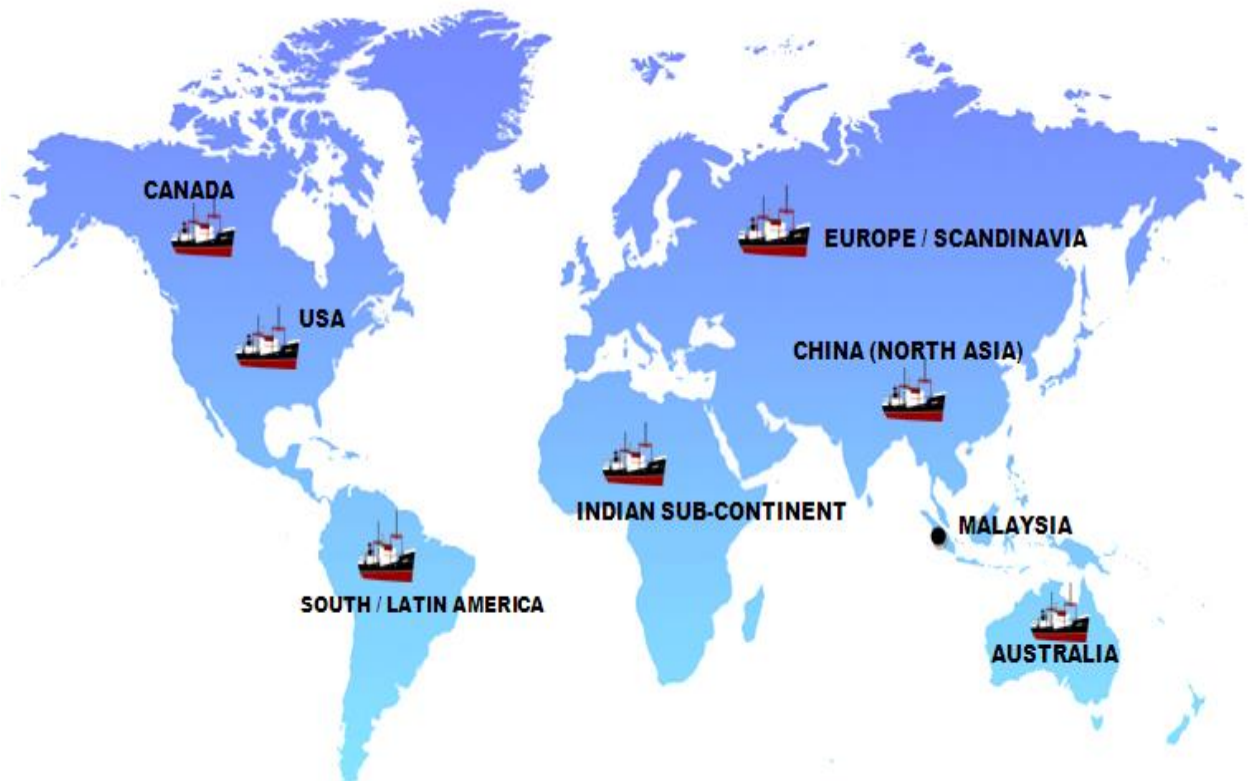 CANADA
EUROPE / SCANDINAVIA
USA
CHINA (NORTH ASIA)
INDIAN SUB-CONTINENT
MALAYSIA
SOUTH / LATIN AMERICA
AUSTRALIA